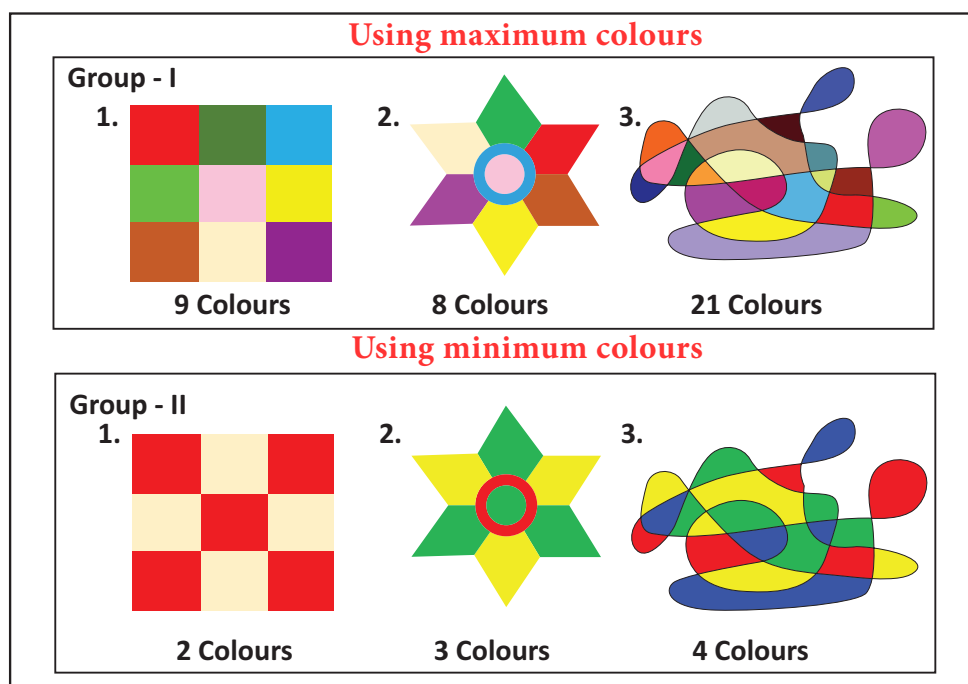 Using maximum colours
Group - I
1. 2. 3.
9 Colours 8 Colours 21 Colours
Using minimum colours
Group - II
1. 2. 3.
2 Colours 3 Colours 4 Colours